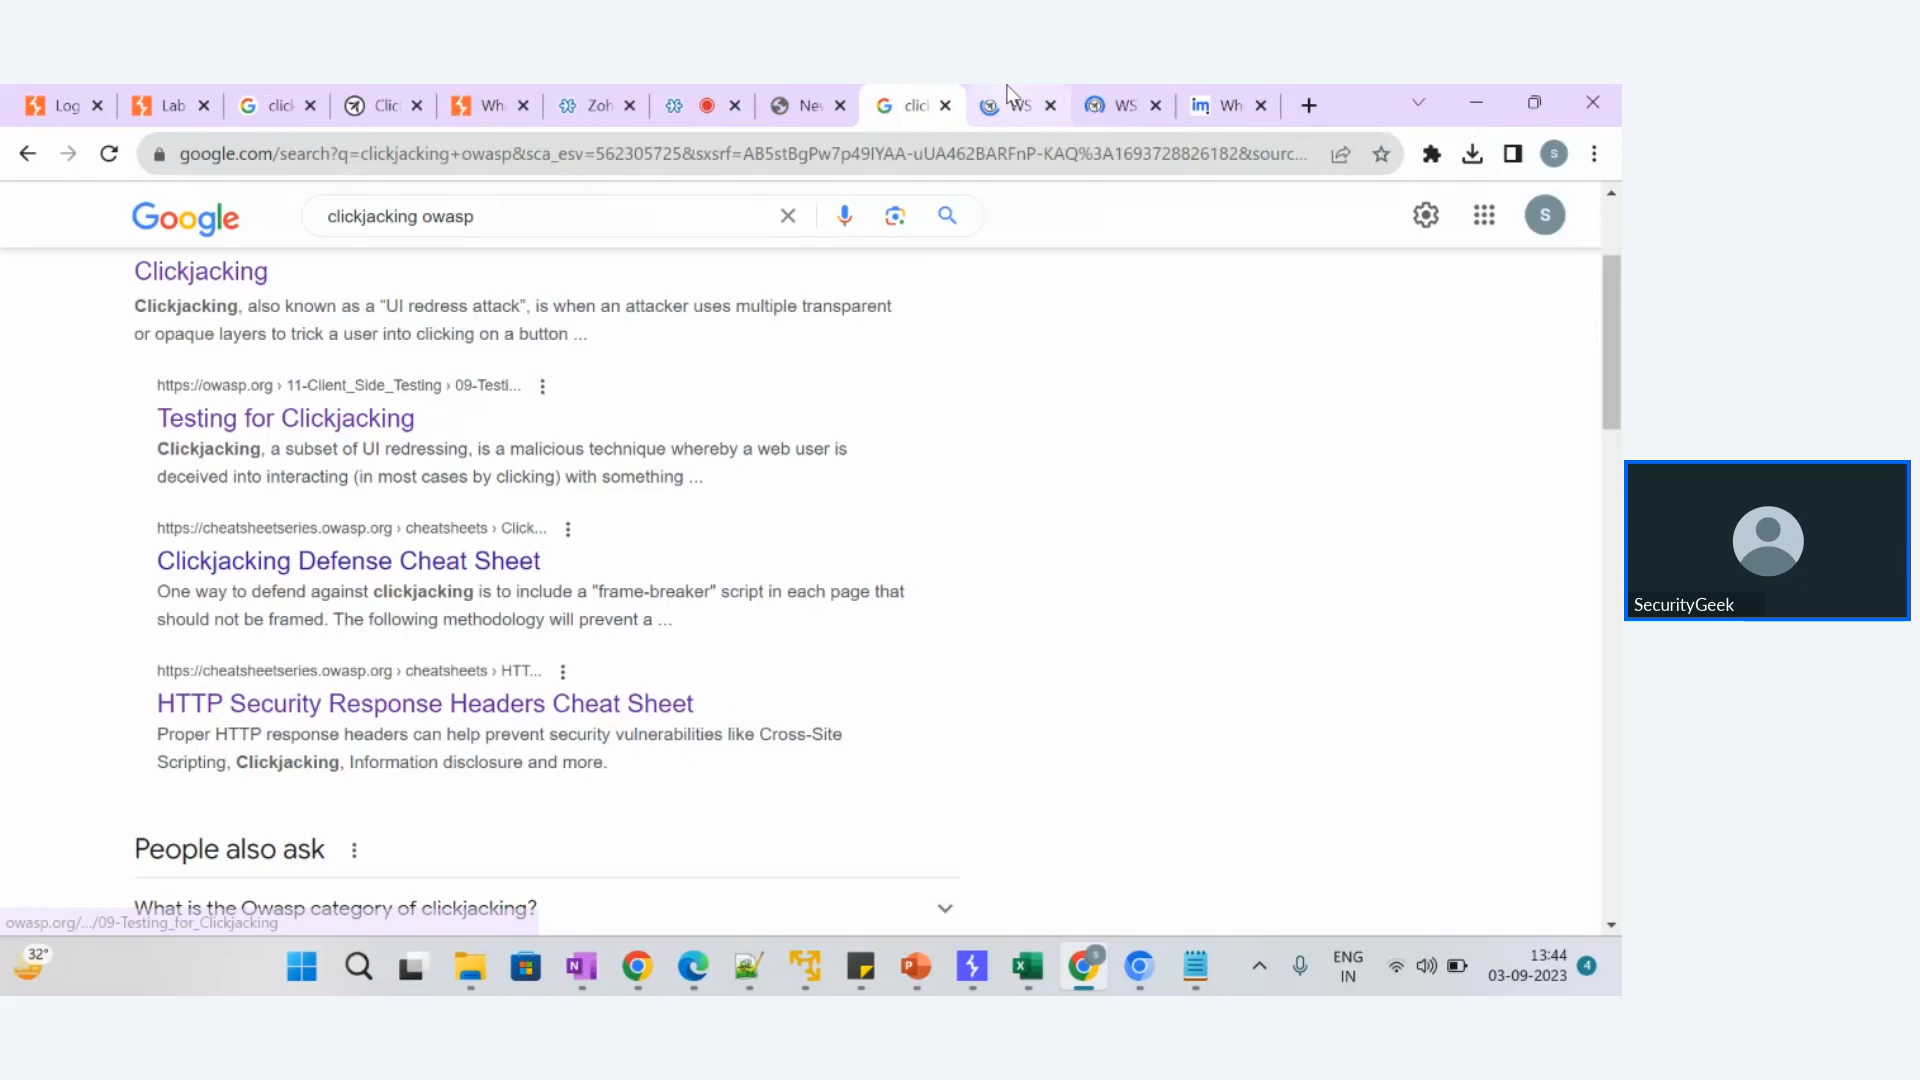 Log
Lab
clicl
Clic
Wh
Zoh
Nev
clicl
WS
WS
Wh
google.com/search?q=clickjacking+owasp&sca_esv=562305725&sxsrf=AB5stBgPw7p49IYAA-uUA462BARFnP-KAQ%3A1693728826182&sourc...
S
Google
clickjacking owasp
S
Clickjacking
Clickjacking, also known as a “UI redress attack”, is when an attacker uses multiple transparent
or opaque layers to trick a user into clicking on a button ...
https://owasp.org › 11-Client_Side_Testing › 09-Testi...
Testing for Clickjacking
Clickjacking, a subset of UI redressing, is a malicious technique whereby a web user is
deceived into interacting (in most cases by clicking) with something ...
https://cheatsheetseries.owasp.org › cheatsheets › Click...
Clickjacking Defense Cheat Sheet
One way to defend against clickjacking is to include a "frame-breaker" script in each page that
should not be framed. The following methodology will prevent a ...
https://cheatsheetseries.owasp.org › cheatsheets › HTT...
HTTP Security Response Headers Cheat Sheet
Proper HTTP response headers can help prevent security vulnerabilities like Cross-Site
Scripting, Clickjacking, Information disclosure and more.
People also ask
What is the Owasp category of clickjacking?
owasp.org/.../09-Testing_for_Clickjacking
SecurityGeek
32°
ENG
IN
13:44
03-09-2023
4